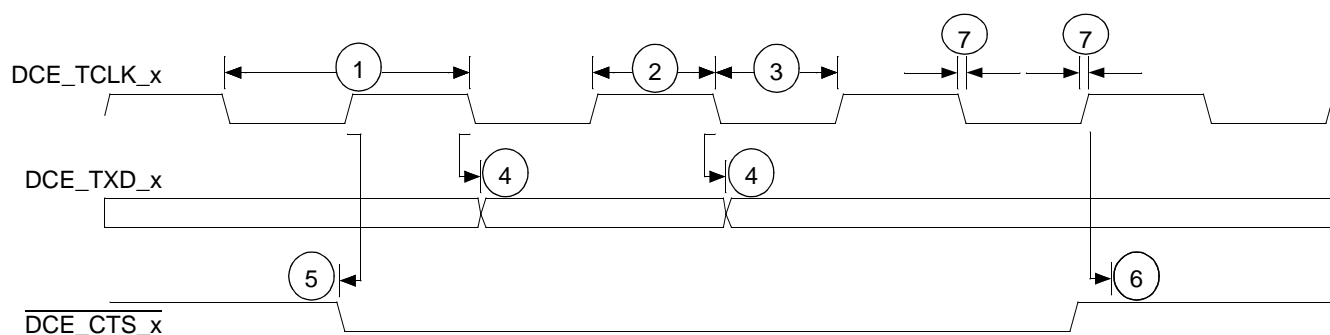 7 7
DCE_TCLK_x 1 2 3
DCE_TXD_x 4 4
5 6
DCE_CTS_x